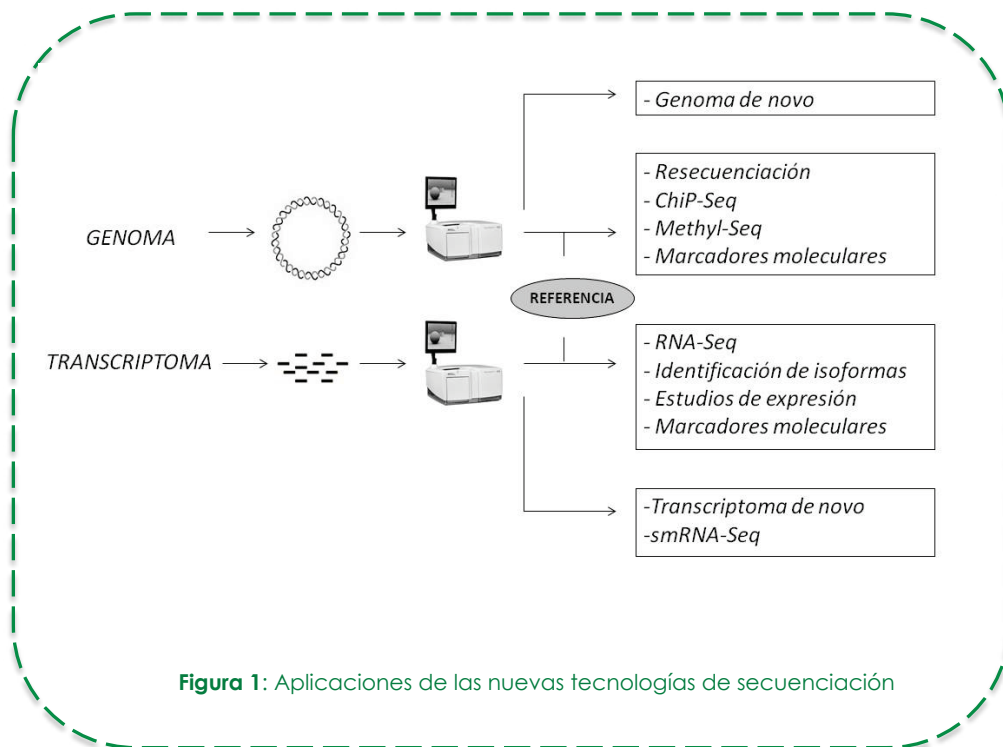 - Genoma de novo
GENOMA
- Resecuenciación
- ChiP-Seq
- Methyl-Seq
- Marcadores moleculares
REFERENCIA
TRANSCRIPTOMA
- RNA-Seq
- Identificación de isoformas
- Estudios de expresión
- Marcadores moleculares
-Transcriptoma de novo
-smRNA-Seq
Figura 1: Aplicaciones de las nuevas tecnologías de secuenciación